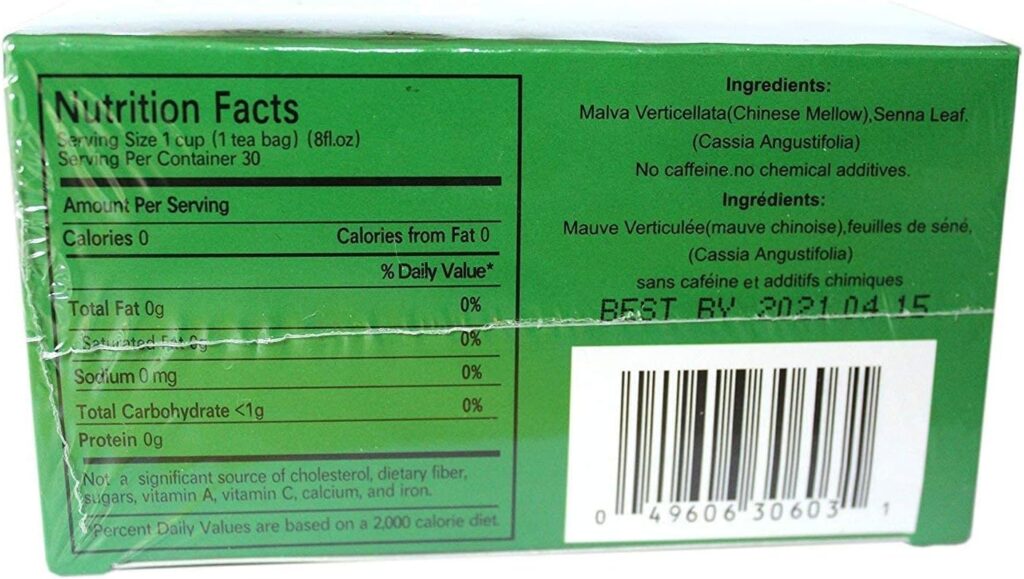 Nutrition Facts
Serving Size 1 cup (1 tea bag) (8fl.oz)
Serving Per Container 30
Amount Per Serving
Calories 0 Calories from Fat 0
% Daily Value*
Total Fat 0g 0%
Saturated Fat 0g 0%
Sodium 0 mg 0%
Total Carbohydrate <1g 0%
Protein 0g
Not a significant source of cholesterol, dietary fiber,
sugars, vitamin A, vitamin C, calcium, and iron.
*Percent Daily Values are based on a 2,000 calorie diet.
Ingredients:
Malva Verticellata(Chinese Mellow),Senna Leaf.
(Cassia Angustifolia)
No caffeine.no chemical additives.
Ingrédients:
Mauve Verticulée(mauve chinoise),feuilles de séné,
(Cassia Angustifolia)
sans caféine et additifs chimiques
BEST BY 2021.04.15
0 49606 30603 1